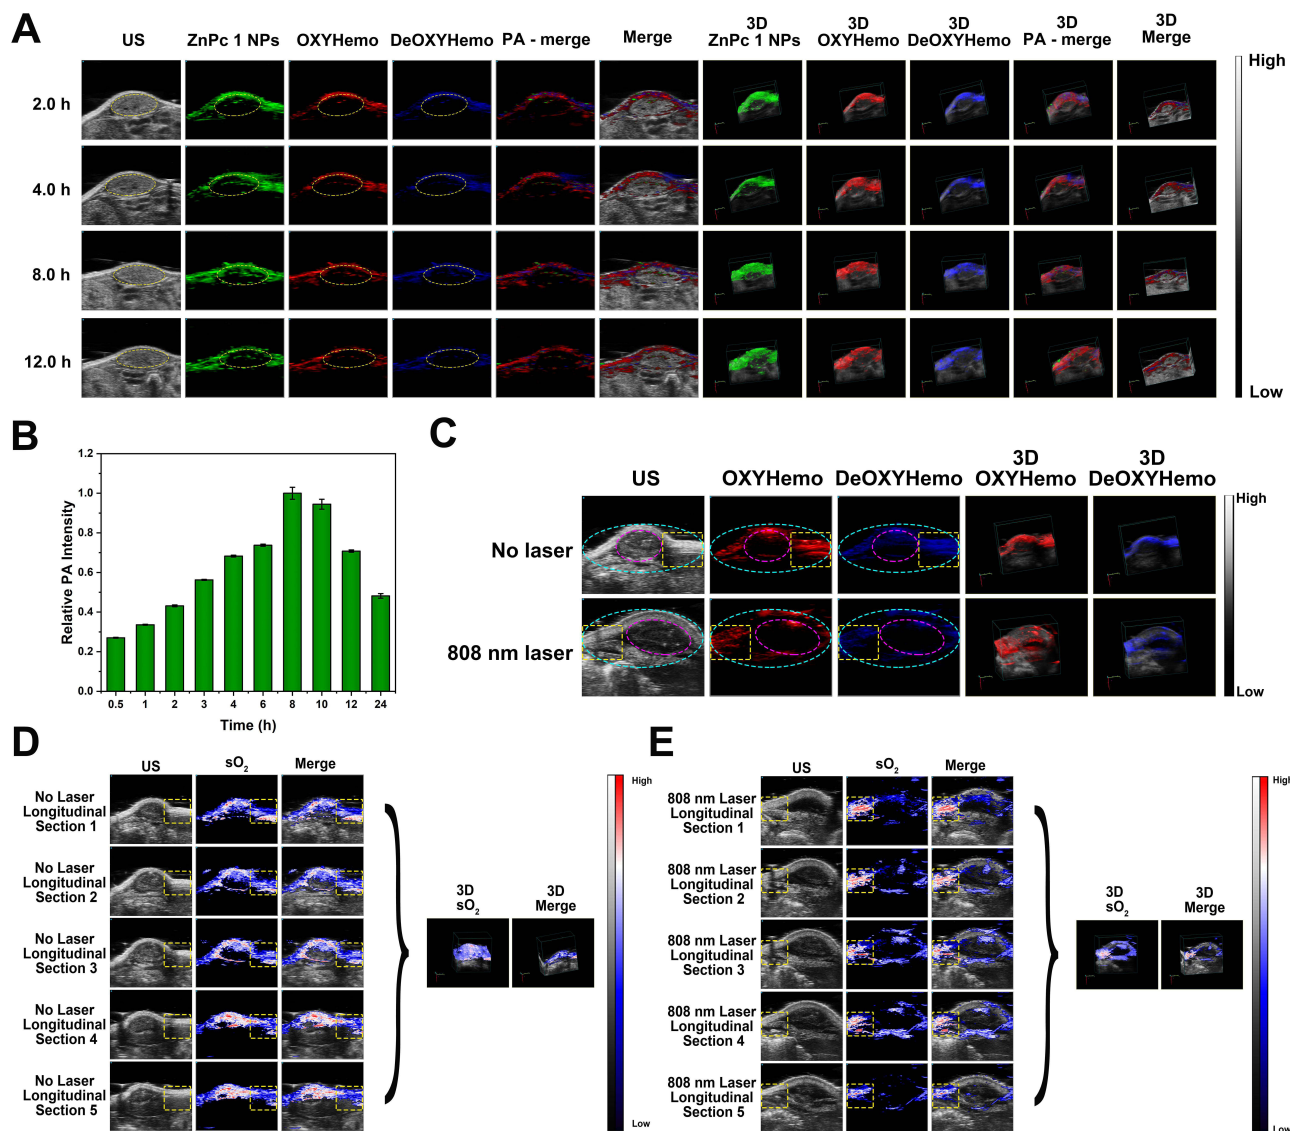 A
US ZnPc 1 NPs OXYHemo DeOXYHemo PA - merge Merge 3D ZnPc 1 NPs 3D OXYHemo 3D DeOXYHemo 3D PA - merge 3D Merge
2.0 h
4.0 h
8.0 h
12.0 h
High
Low
B
Relative PA Intensity
1.2
1.0
0.8
0.6
0.4
0.2
0.0
0.5 1 2 3 4 6 8 10 12 24
Time (h)
C
US OXYHemo DeOXYHemo 3D OXYHemo 3D DeOXYHemo
No laser
808 nm laser
High
Low
D
US sO2 Merge
No Laser
Longitudinal
Section 1
No Laser
Longitudinal
Section 2
No Laser
Longitudinal
Section 3
No Laser
Longitudinal
Section 4
No Laser
Longitudinal
Section 5
3D sO2 3D Merge
High
Low
E
US sO2 Merge
808 nm Laser
Longitudinal
Section 1
808 nm Laser
Longitudinal
Section 2
808 nm Laser
Longitudinal
Section 3
808 nm Laser
Longitudinal
Section 4
808 nm Laser
Longitudinal
Section 5
3D sO2 3D Merge
High
Low